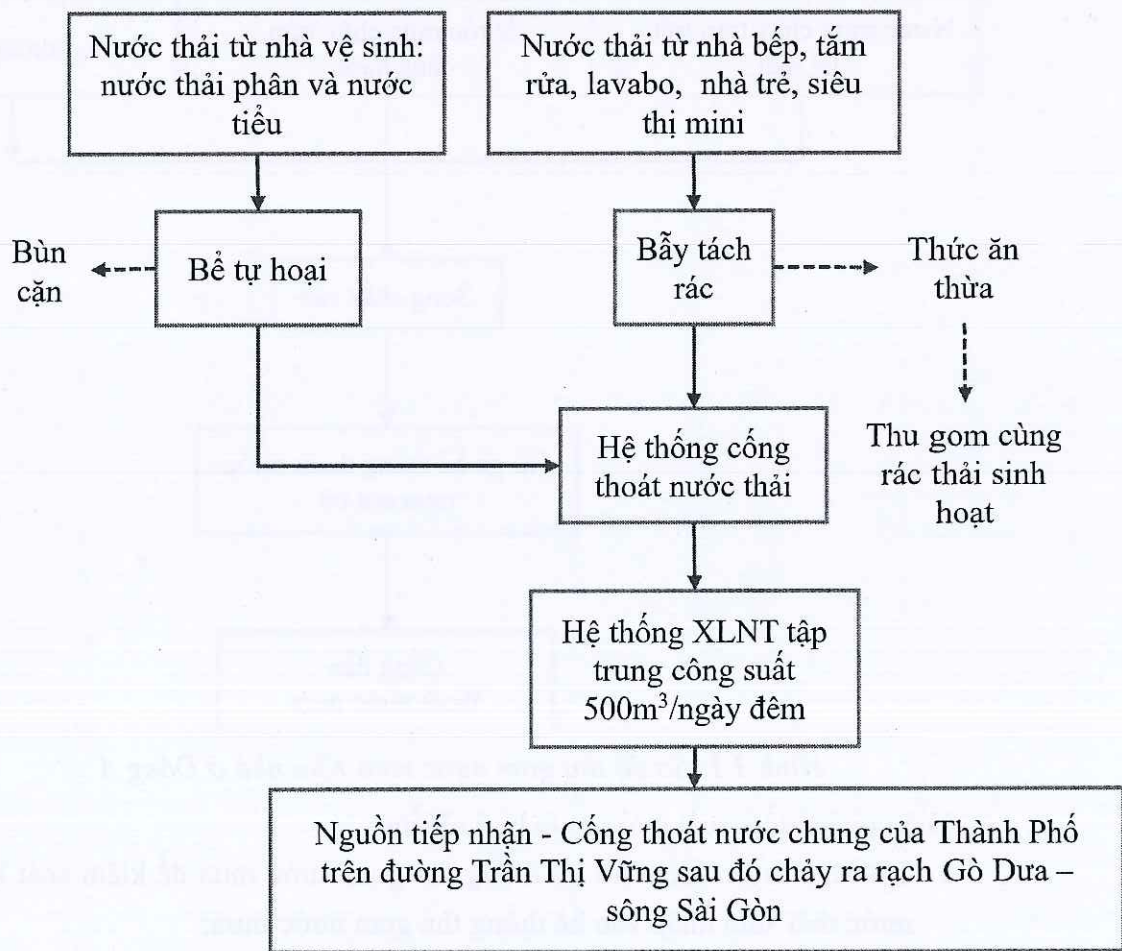 Nước thải từ nhà vệ sinh:
nước thải phân và nước
tiểu
Nước thải từ nhà bếp, tắm
rửa, lavabo, nhà trẻ, siêu
thị mini
Bùn
cặn
Bể tự hoại
Bẫy tách
rác
Thức ăn
thừa
Hệ thống cống
thoát nước thải
Thu gom cùng
rác thải sinh
hoạt
Hệ thống XLNT tập
trung công suất
500m³/ngày đêm
Nguồn tiếp nhận - Cống thoát nước chung của Thành Phố
trên đường Trần Thị Vững sau đó chảy ra rạch Gò Dưa –
sông Sài Gòn